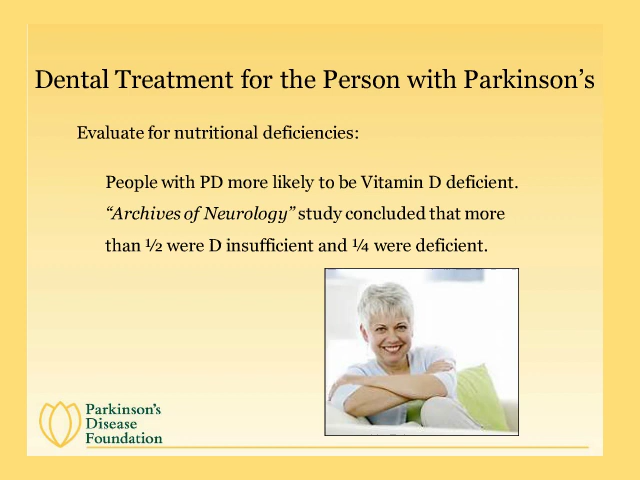 Dental Treatment for the Person with Parkinson's
Evaluate for nutritional deficiencies:
People with PD more likely to be Vitamin D deficient.
“Archives of Neurology” study concluded that more
than ½ were D insufficient and ¼ were deficient.
Parkinson's
Disease
Foundation